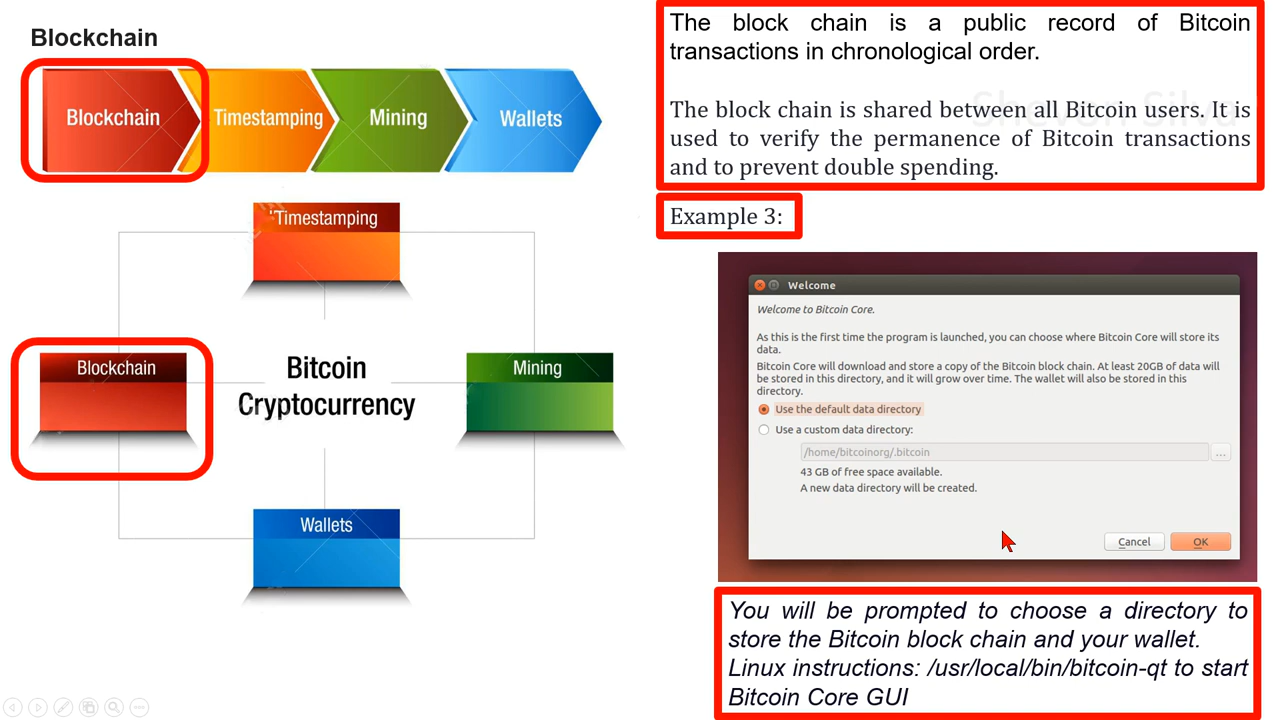 Blockchain
Blockchain
Timestamping
Mining
Wallets
Timestamping
Blockchain
Bitcoin
Cryptocurrency
Mining
Wallets
The block chain is a public record of Bitcoin
transactions in chronological order.
Sheven Silva
The block chain is shared between all Bitcoin users. It is
used to verify the permanence of Bitcoin transactions
and to prevent double spending.
Example 3:
Welcome
Welcome to Bitcoin Core.
As this is the first time the program is launched, you can choose where Bitcoin Core will store its
data.
Bitcoin Core will download and store a copy of the Bitcoin block chain. At least 20GB of data will
be stored in this directory, and it will grow over time. The wallet will also be stored in this
directory.
Use the default data directory
Use a custom data directory:
/home/bitcoinorg/.bitcoin
...
43 GB of free space available.
A new data directory will be created.
Cancel
OK
You will be prompted to choose a directory to
store the Bitcoin block chain and your wallet.
Linux instructions: /usr/local/bin/bitcoin-qt to start
Bitcoin Core GUI